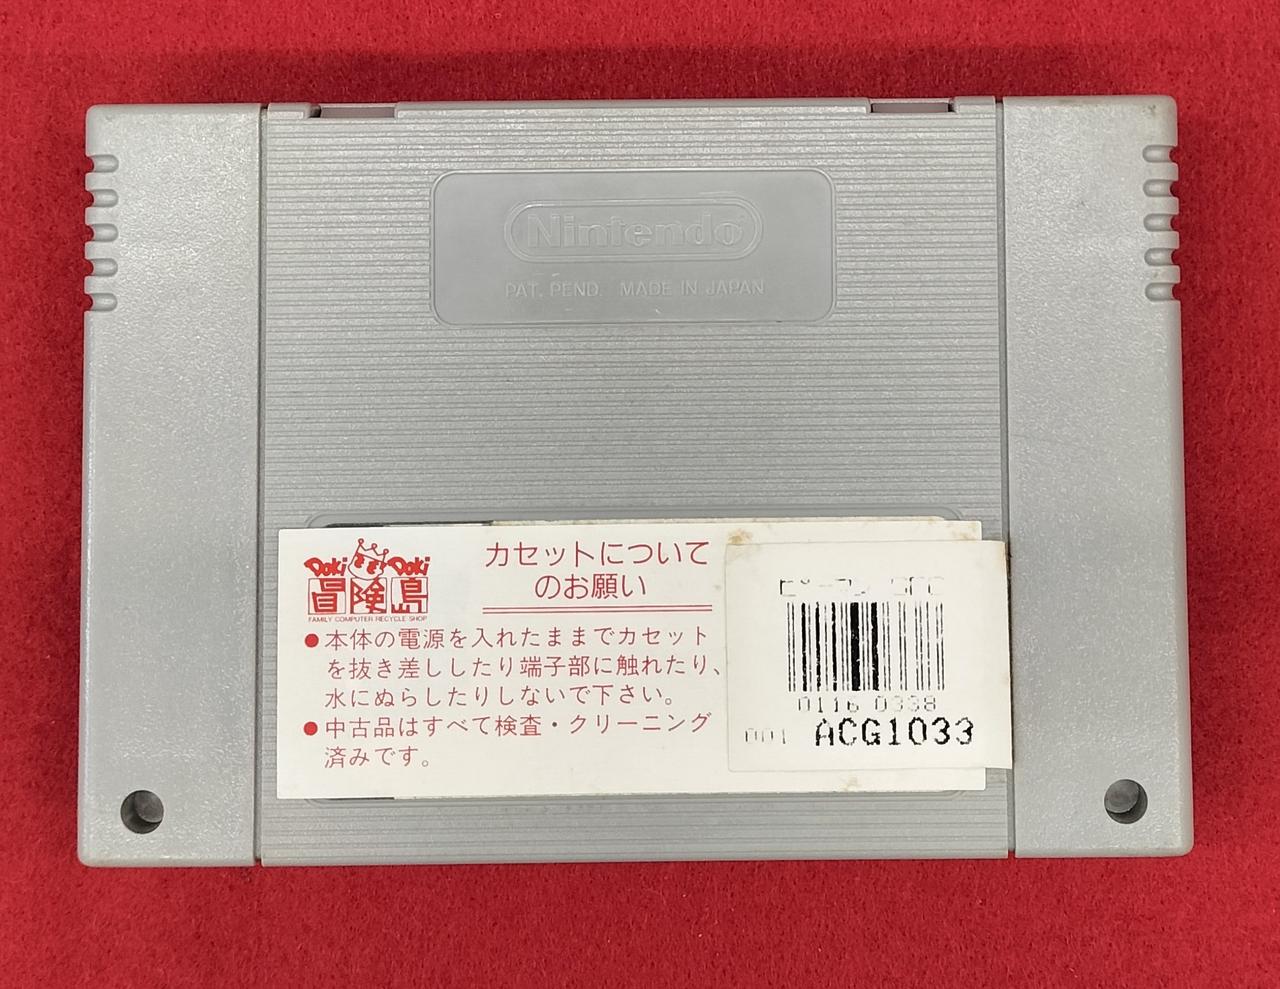 Nintendo
PAT. PEND. MADE IN JAPAN
Doki Doki
冒険島
FAMILY COMPUTER RECYCLE SHOP
カセットについて
のお願い
●本体の電源を入れたままでカセット
を抜き差ししたり端子部に触れたり、
水にぬらしたりしないで下さい。
●中古品はすべて検査・クリーニング
済みです。
0116 0338
001 ACG1033